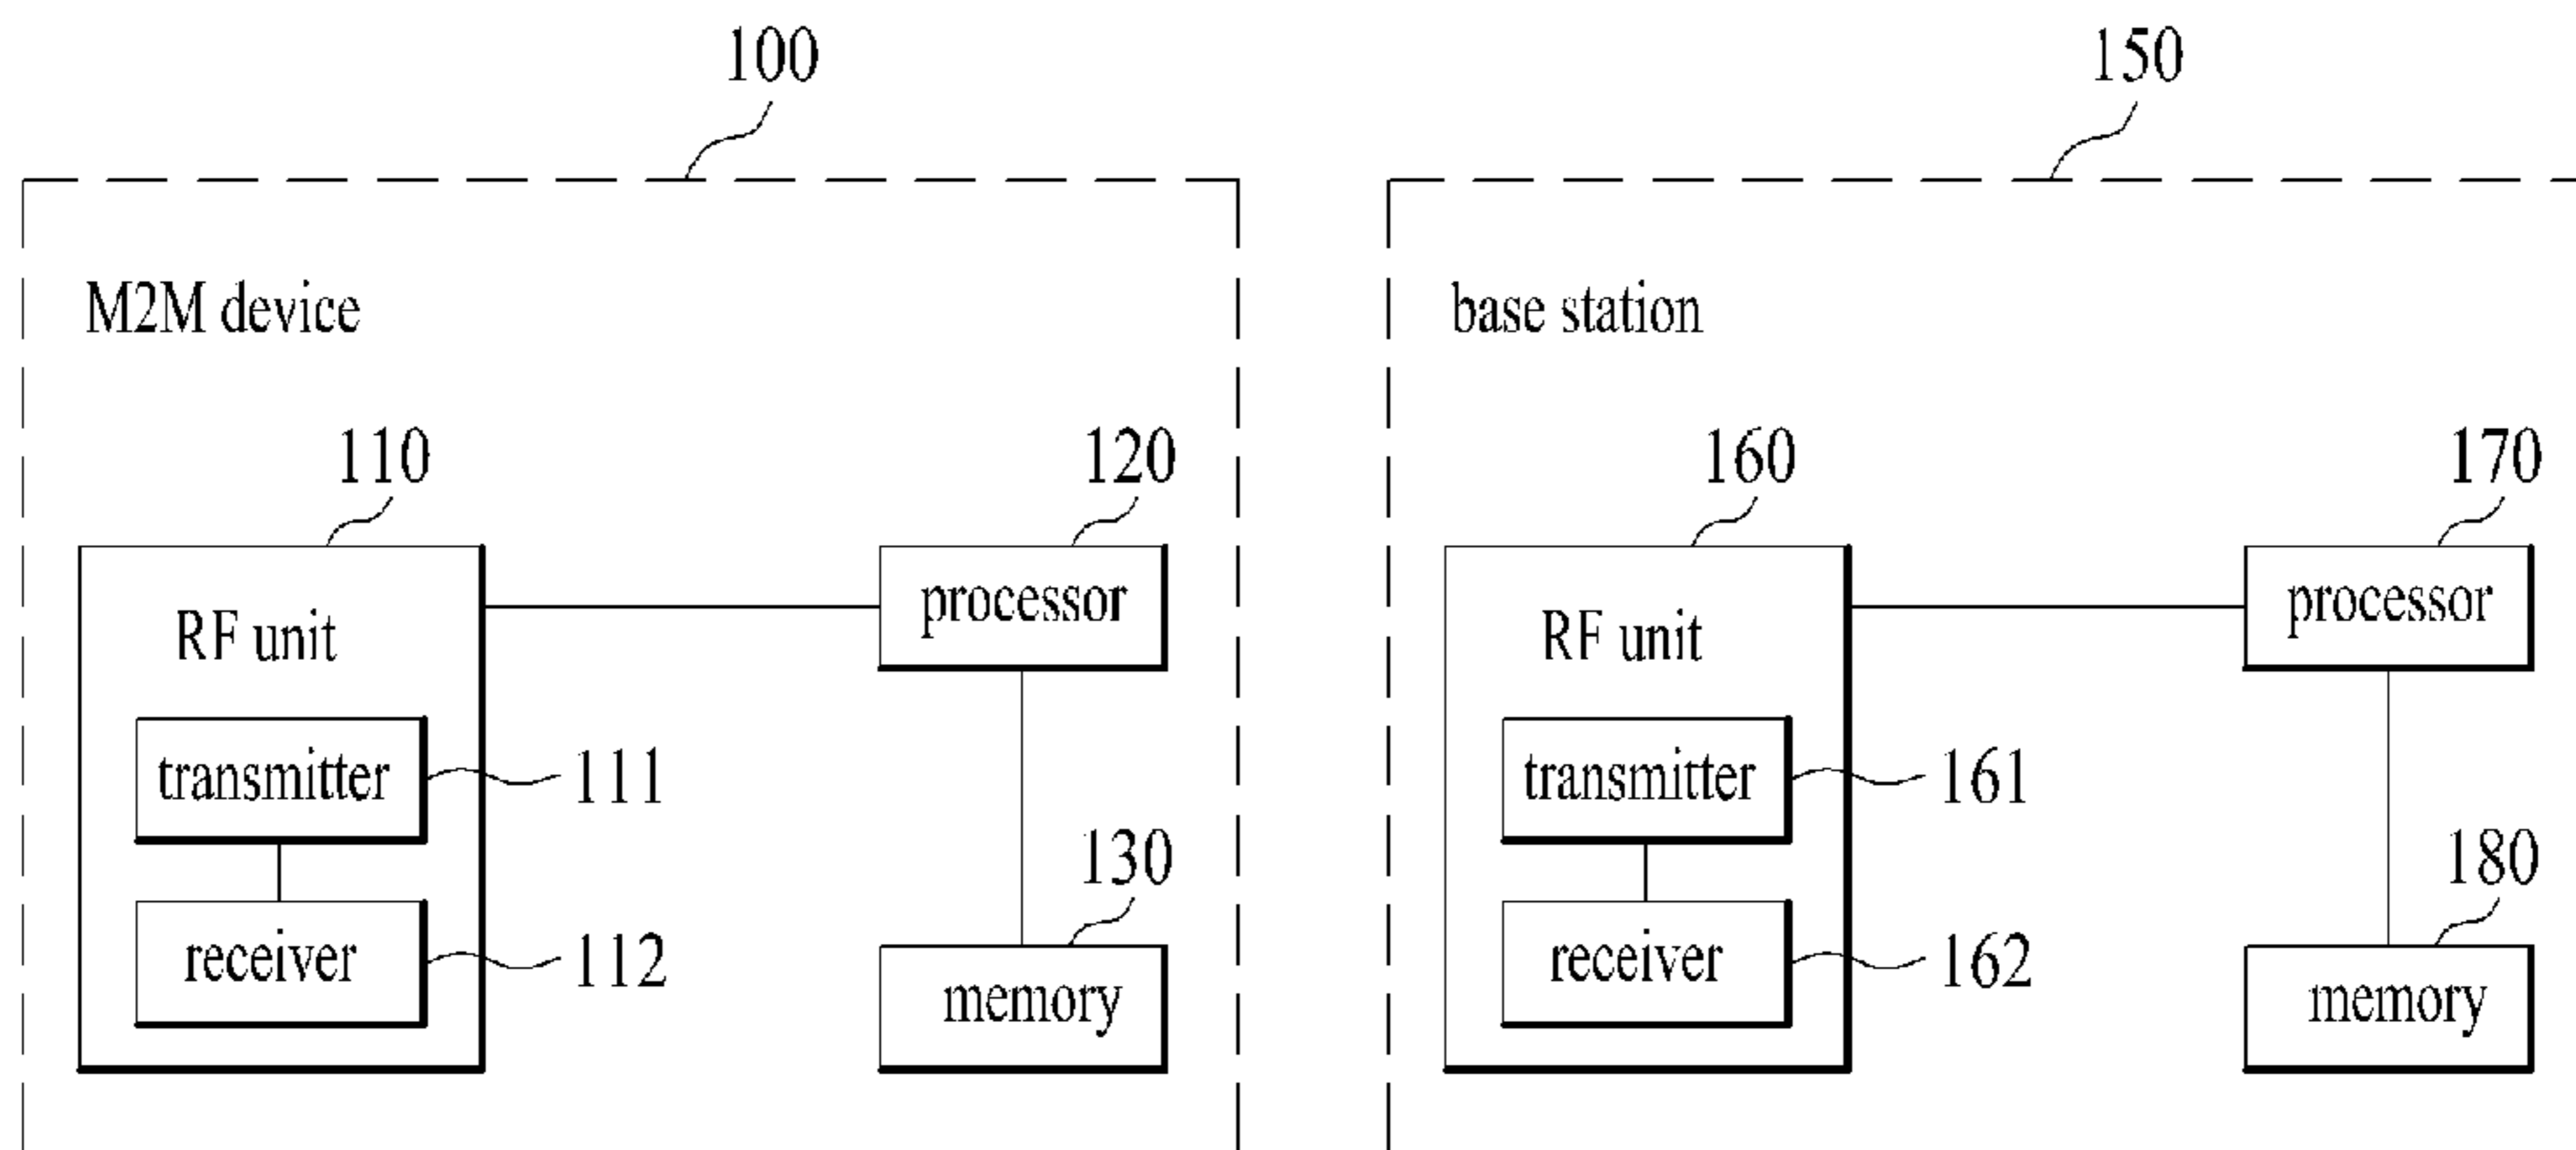 100
150
M2M device
base station
110
120
160
170
RF unit
processor
RF unit
processor
transmitter
111
transmitter
161
130
180
receiver
112
memory
receiver
162
memory